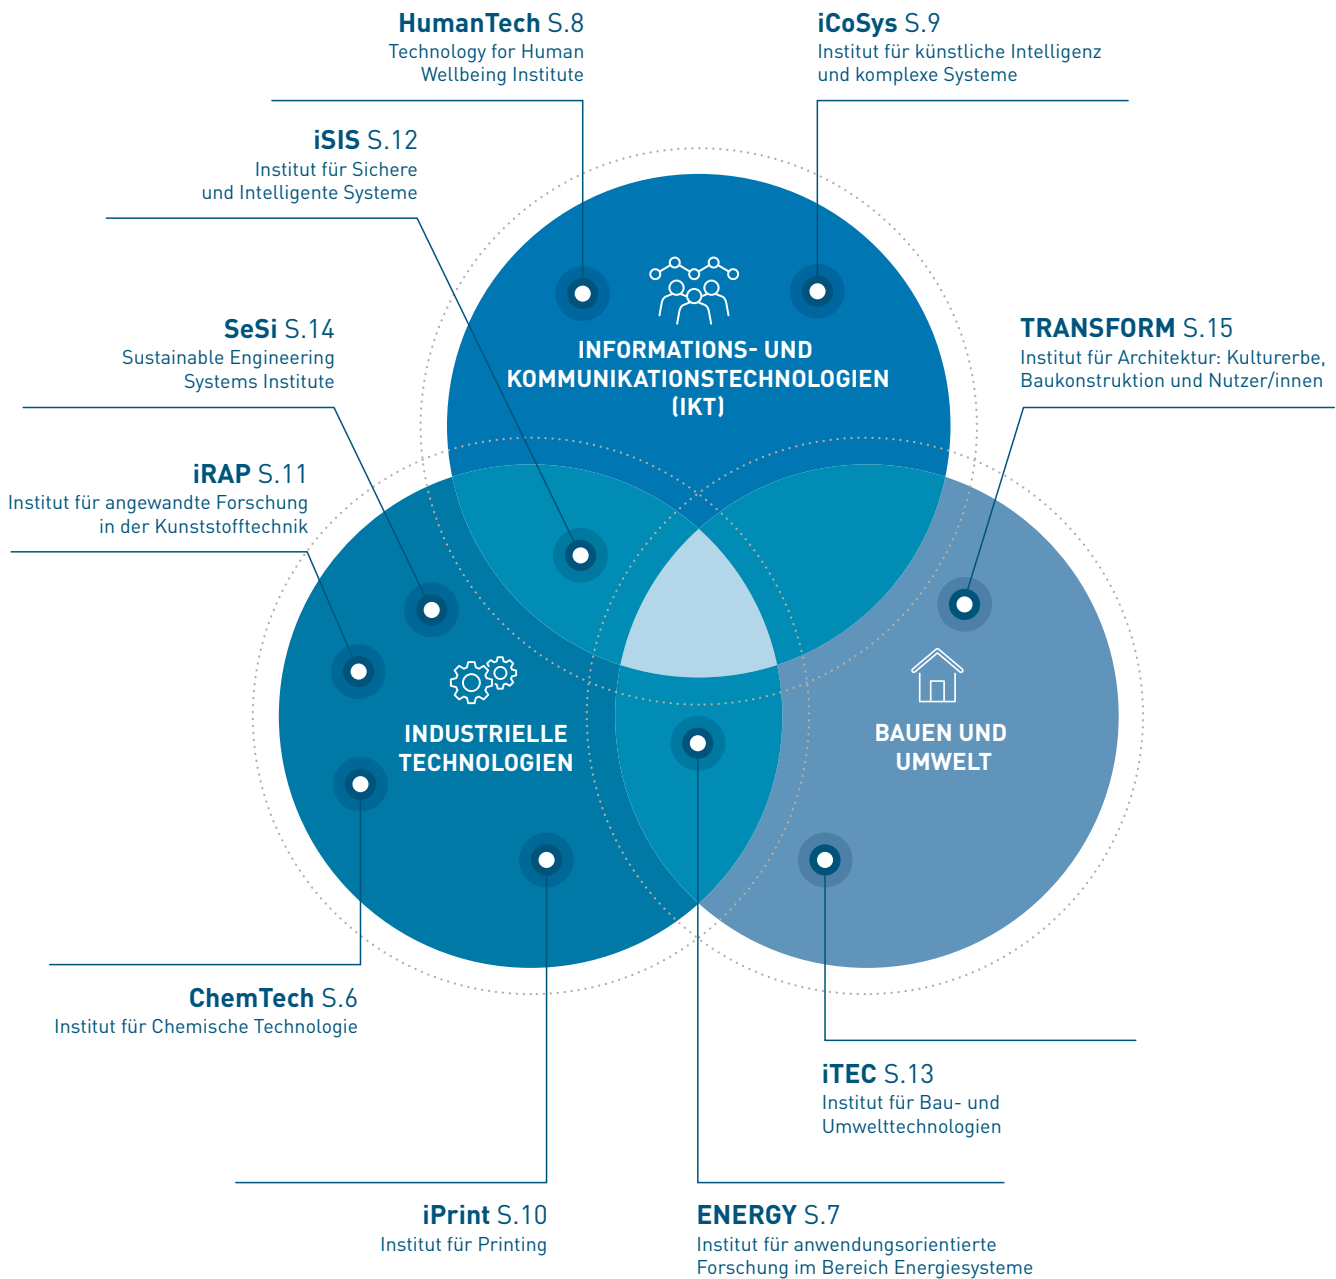 HumanTech S.8
Technology for Human
Wellbeing Institute
iCoSys S.9
Institut für künstliche Intelligenz
und komplexe Systeme
iSIS S.12
Institut für Sichere
und Intelligente Systeme
SeSi S.14
Sustainable Engineering
Systems Institute
TRANSFORM S.15
Institut für Architektur: Kulturerbe,
Baukonstruktion und Nutzer/innen
INFORMATIONS- UND
KOMMUNIKATIONSTECHNOLOGIEN
(IKT)
iRAP S.11
Institut für angewandte Forschung
in der Kunststofftechnik
INDUSTRIELLE
TECHNOLOGIEN
BAUEN UND
UMWELT
ChemTech S.6
Institut für Chemische Technologie
iTEC S.13
Institut für Bau- und
Umwelttechnologien
iPrint S.10
Institut für Printing
ENERGY S.7
Institut für anwendungsorientierte
Forschung im Bereich Energiesysteme